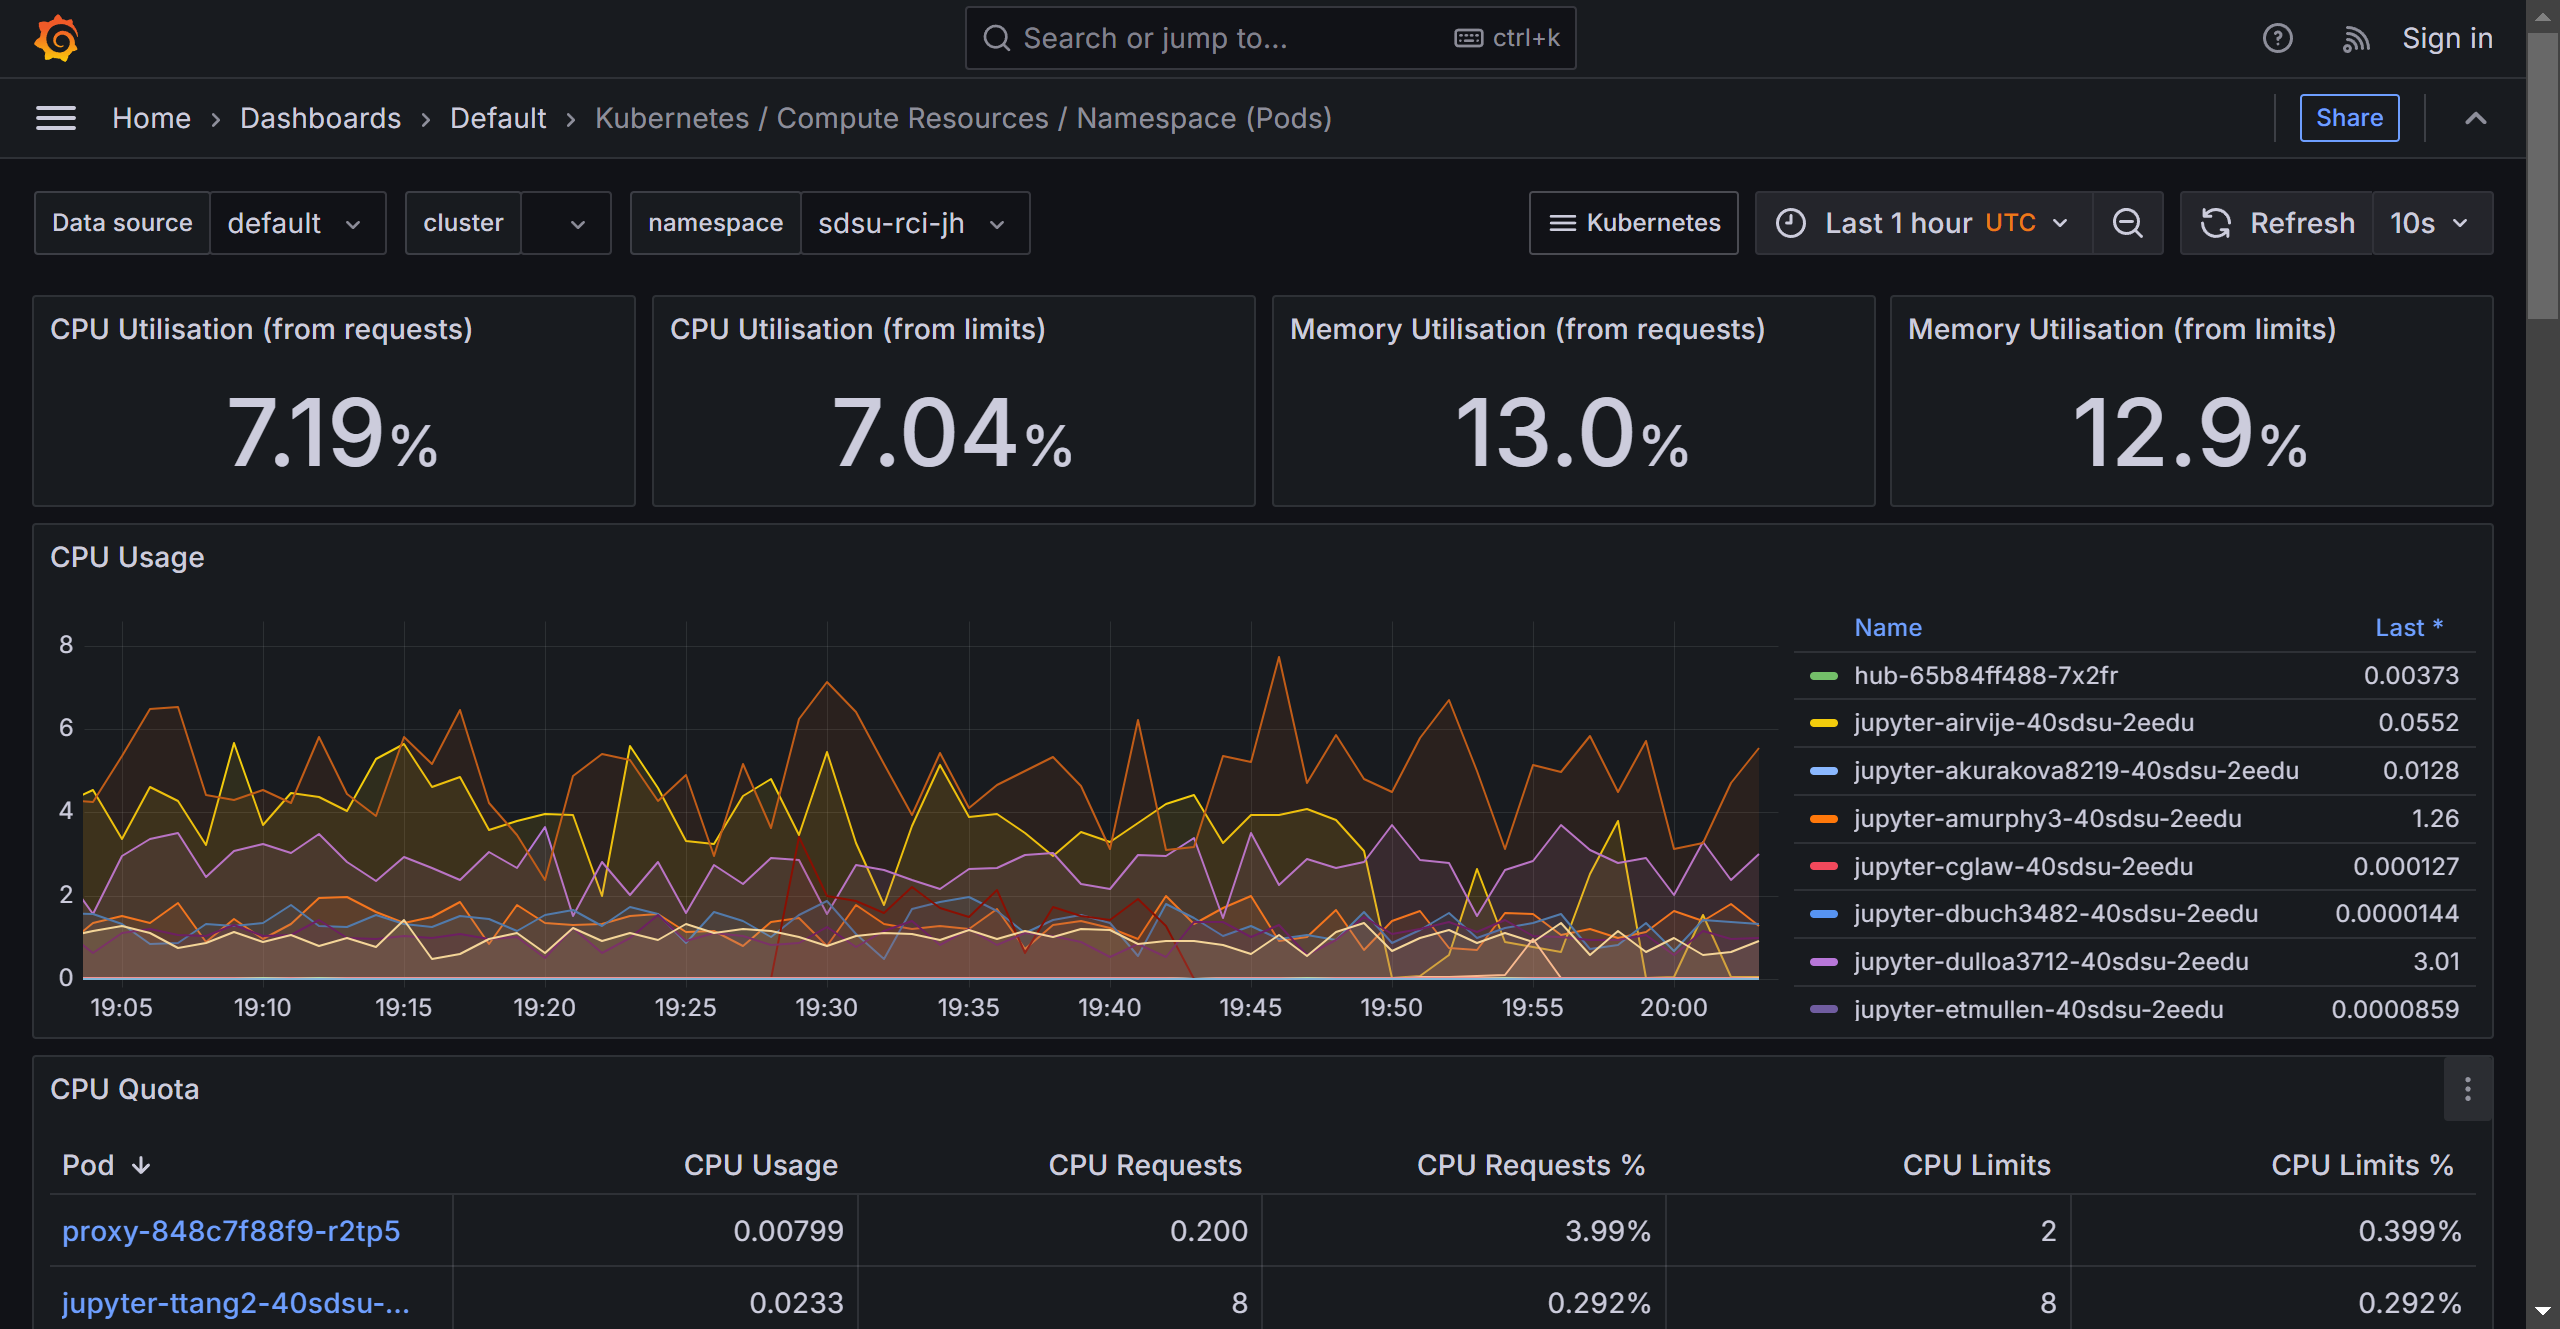 Search or jump to...
ctrl+k
Sign in
Home › Dashboards › Default › Kubernetes / Compute Resources / Namespace (Pods)
Share
Data source default
cluster
namespace sdsu-rci-jh
Kubernetes
Last 1 hour UTC
Refresh 10s
CPU Utilisation (from requests)
7.19%
CPU Utilisation (from limits)
7.04%
Memory Utilisation (from requests)
13.0%
Memory Utilisation (from limits)
12.9%
CPU Usage
8
6
4
2
0
19:05 19:10 19:15 19:20 19:25 19:30 19:35 19:40 19:45 19:50 19:55 20:00
Name Last *
hub-65b84ff488-7x2fr 0.00373
jupyter-airvije-40sdsu-2eedu 0.0552
jupyter-akurakova8219-40sdsu-2eedu 0.0128
jupyter-amurphy3-40sdsu-2eedu 1.26
jupyter-cglaw-40sdsu-2eedu 0.000127
jupyter-dbuch3482-40sdsu-2eedu 0.0000144
jupyter-dulloa3712-40sdsu-2eedu 3.01
jupyter-etmullen-40sdsu-2eedu 0.0000859
CPU Quota
Pod CPU Usage CPU Requests CPU Requests % CPU Limits CPU Limits %
proxy-848c7f88f9-r2tp5 0.00799 0.200 3.99% 2 0.399%
jupyter-ttang2-40sdsu-... 0.0233 8 0.292% 8 0.292%